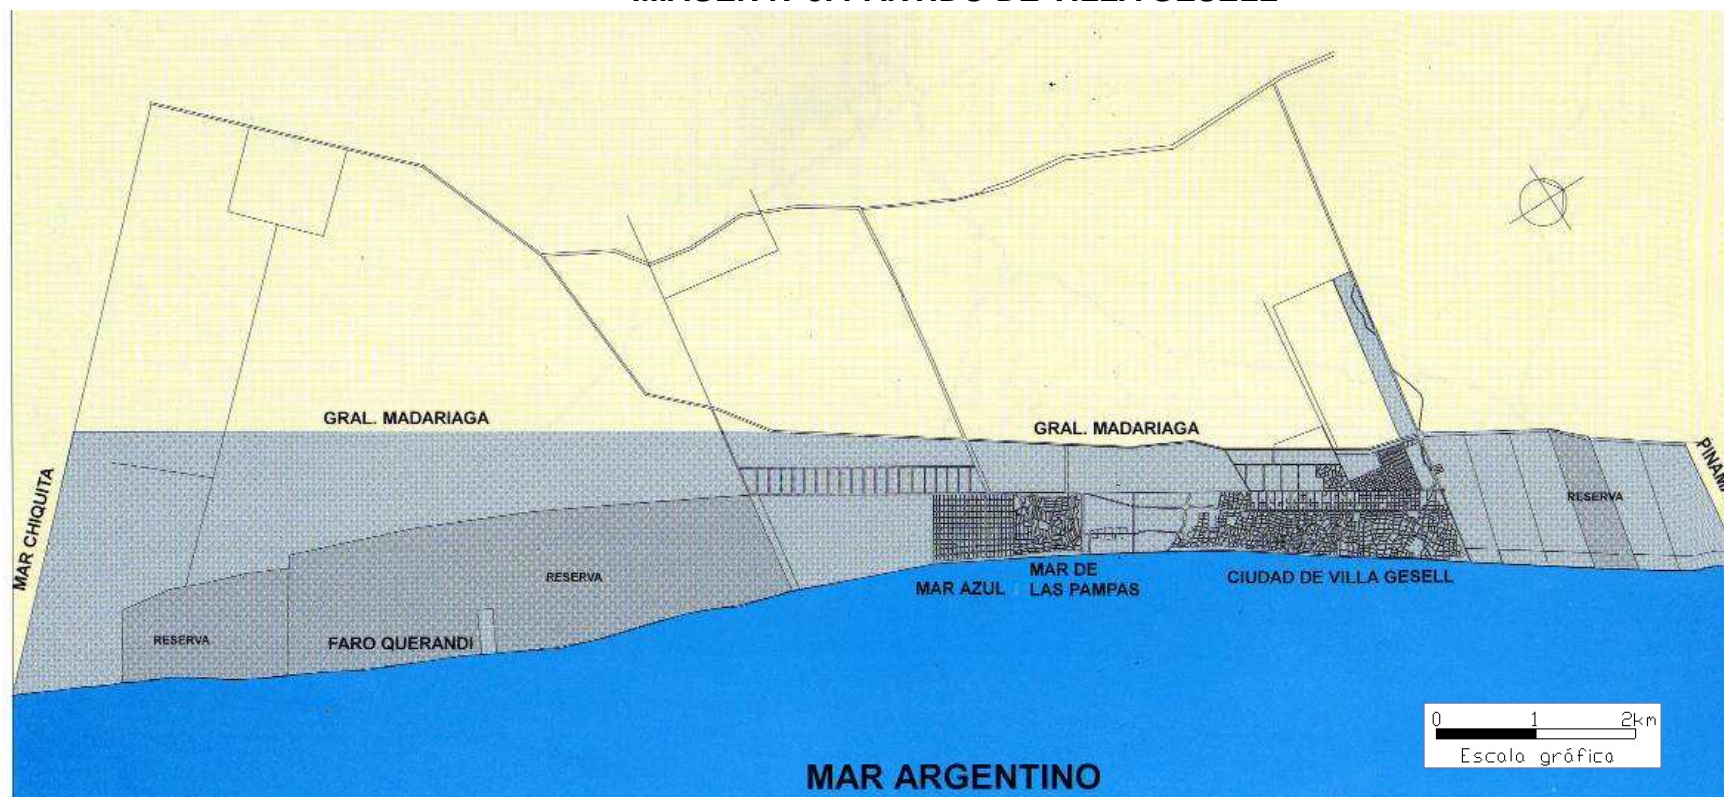 GRAL. MADARIAGA
GRAL. MADARIAGA
MAR CHIQUITA
RESERVA
RESERVA
RESERVA
FARO QUERANDI
MAR AZUL
MAR DE
LAS PAMPAS
CIUDAD DE VILLA GESELL
0 1 2km
Escala gráfica
MAR ARGENTINO